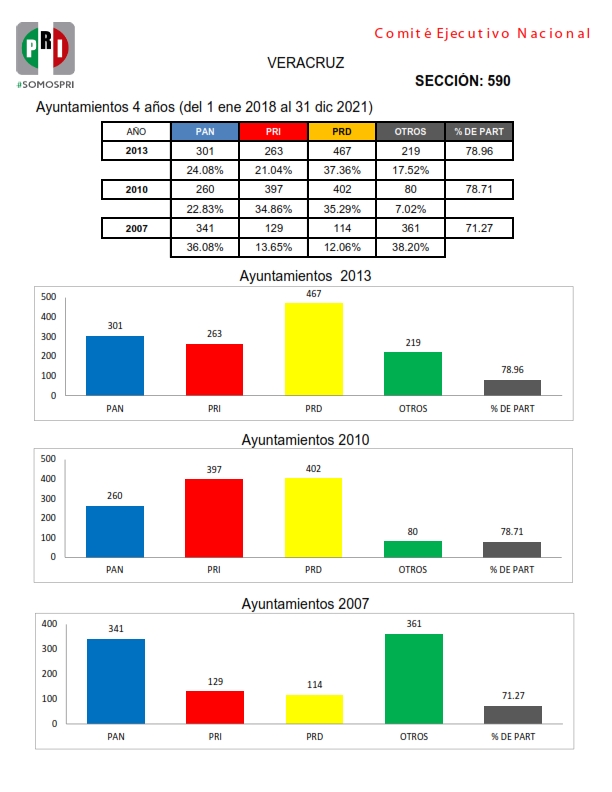 Comité Ejecutivo Nacional
PRI
#SOMOSPRI
VERACRUZ
SECCIÓN: 590
Ayuntamientos 4 años (del 1 ene 2018 al 31 dic 2021)
AÑO PAN PRI PRD OTROS % DE PART
2013 301 263 467 219 78.96
24.08% 21.04% 37.36% 17.52%
2010 260 397 402 80 78.71
22.83% 34.86% 35.29% 7.02%
2007 341 129 114 361 71.27
36.08% 13.65% 12.06% 38.20%
Ayuntamientos 2013
500
400
300
200
100
0
301 263 467 219 78.96
PAN PRI PRD OTROS % DE PART
Ayuntamientos 2010
500
400
300
200
100
0
260 397 402 80 78.71
PAN PRI PRD OTROS % DE PART
Ayuntamientos 2007
400
300
200
100
0
341 129 114 361 71.27
PAN PRI PRD OTROS % DE PART